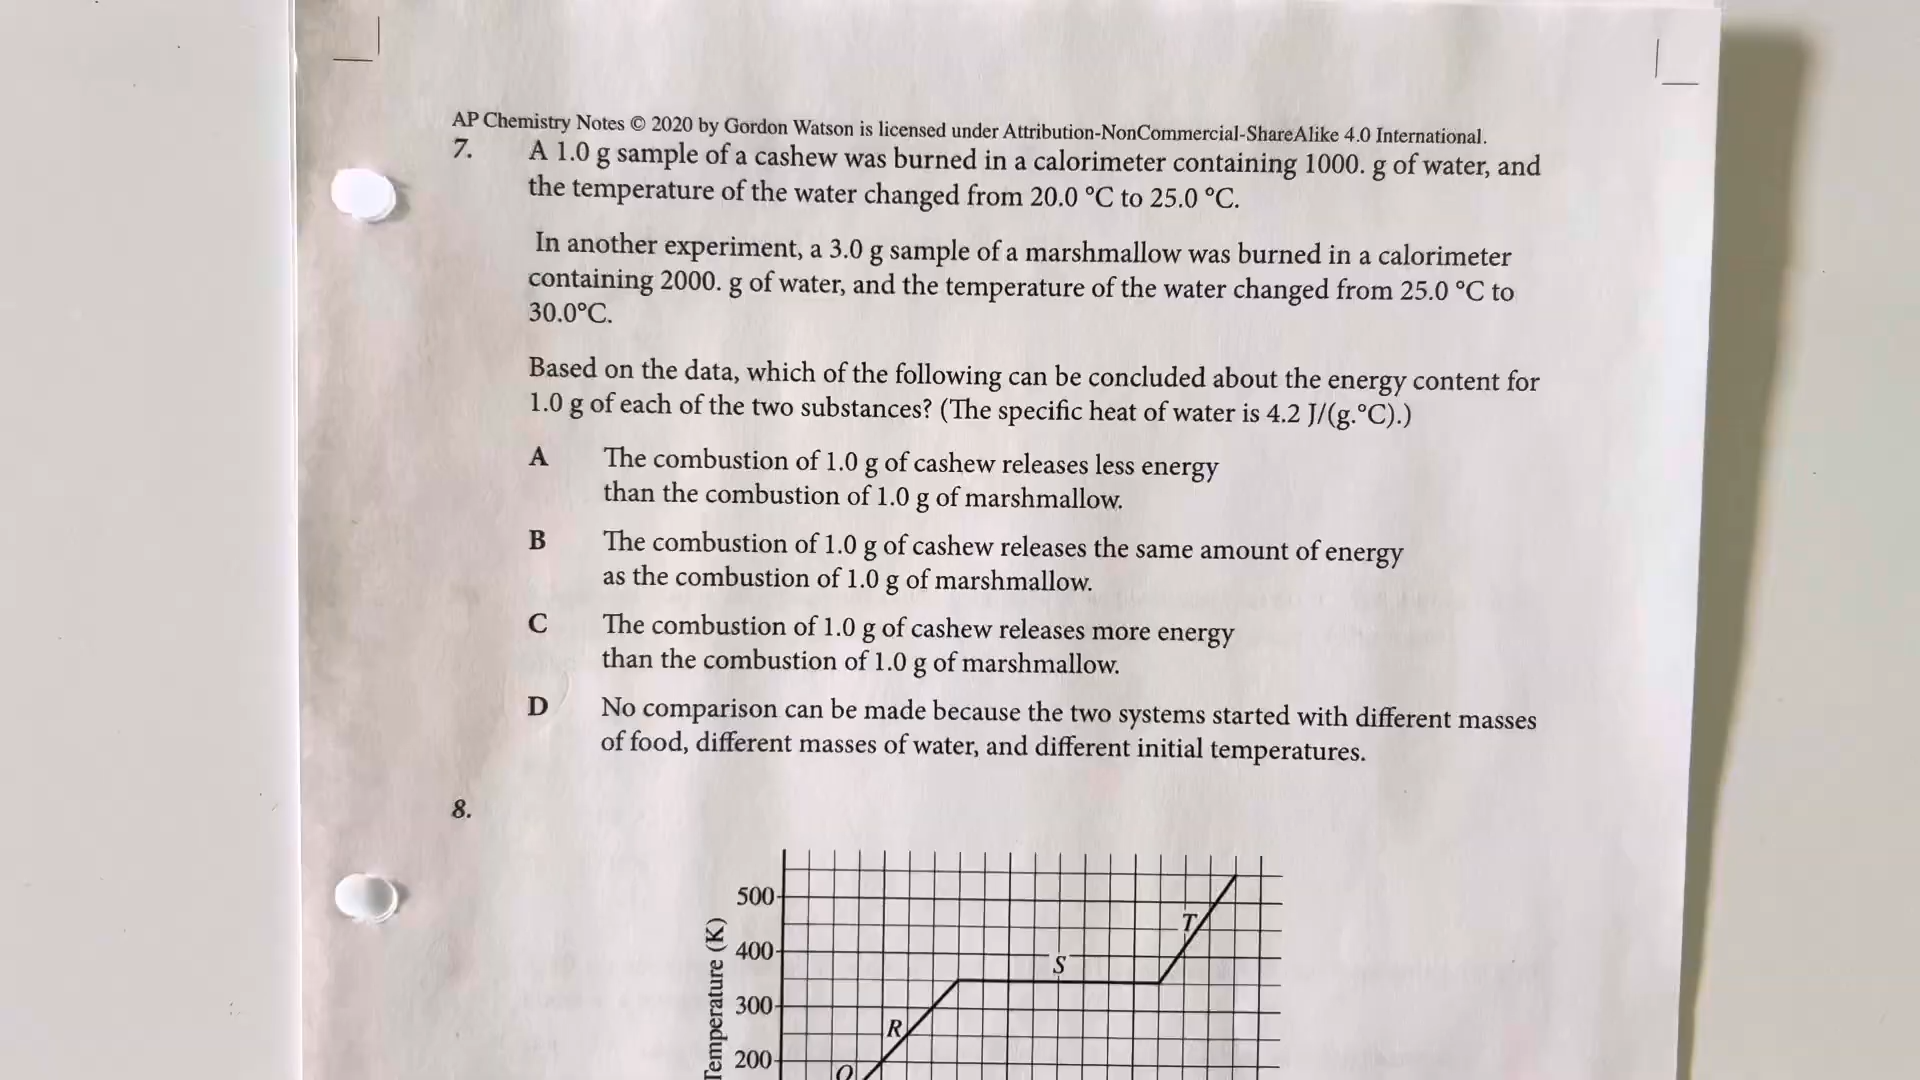 AP Chemistry Notes © 2020 by Gordon Watson is licensed under Attribution-NonCommercial-ShareAlike 4.0 International.
7. A 1.0 g sample of a cashew was burned in a calorimeter containing 1000. g of water, and
the temperature of the water changed from 20.0 °C to 25.0 °C.
In another experiment, a 3.0 g sample of a marshmallow was burned in a calorimeter
containing 2000. g of water, and the temperature of the water changed from 25.0 °C to
30.0°C.
Based on the data, which of the following can be concluded about the energy content for
1.0 g of each of the two substances? (The specific heat of water is 4.2 J/(g.°C).)
A The combustion of 1.0 g of cashew releases less energy
than the combustion of 1.0 g of marshmallow.
B The combustion of 1.0 g of cashew releases the same amount of energy
as the combustion of 1.0 g of marshmallow.
C The combustion of 1.0 g of cashew releases more energy
than the combustion of 1.0 g of marshmallow.
D No comparison can be made because the two systems started with different masses
of food, different masses of water, and different initial temperatures.
8.
500
T
400
S
300
R
200
Q
Temperature (K)